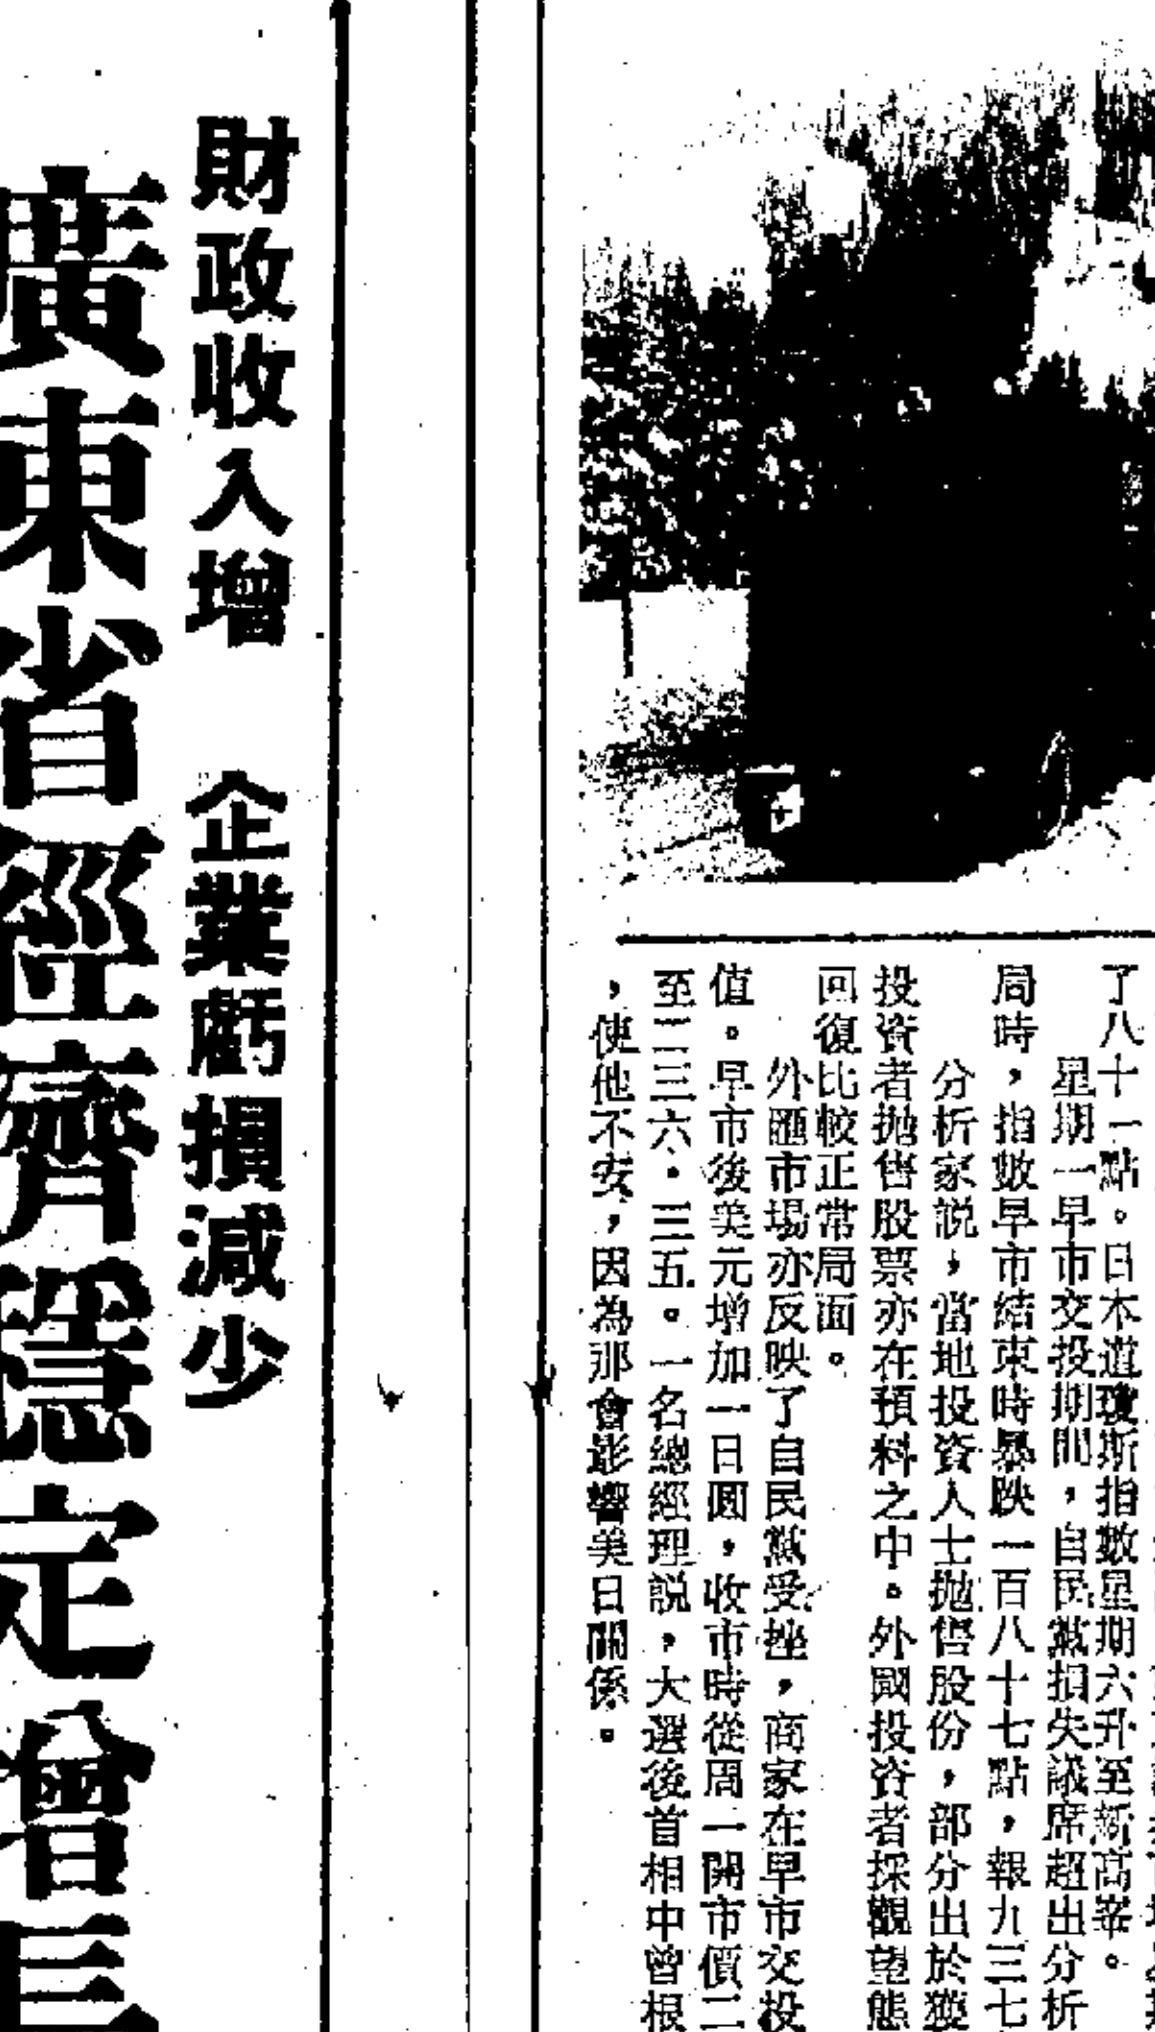 了八十一點。日本道瓊斯指數星期六升至新高峯。
星期一早市交投期間，自民黨損失議席超出分析
局時，指數早市結束時暴跌一百八十七點，報九三七
分析家説，當地投資人士拋售股份，部分出於獲
投資者拋售股票亦在預料之中。外國投資者採觀望態
回復比較正常局面。
外匯市場亦反映了自民黨受挫，商家在早市交投
值。早市後美元增加一日圓，收市時從周一開市價二
至二三六．三五。一名總經理説，大選後首相中曾根
，使他不安，因為那會影響美日關係。
財政收入增　企業虧損減少
廣東省經濟穩定增長